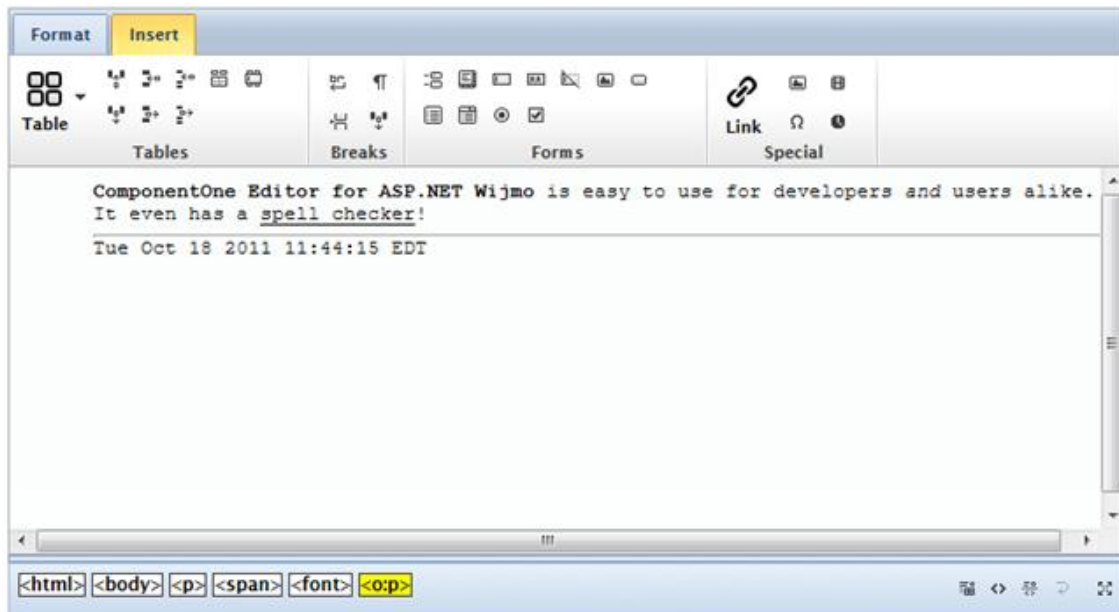 Format Insert
Table Link
Tables Breaks Forms Special
ComponentOne Editor for ASP.NET Wijmo is easy to use for developers and users alike.
It even has a spell checker!
Tue Oct 18 2011 11:44:15 EDT
<html> <body> <p> <span> <font> <o:p>